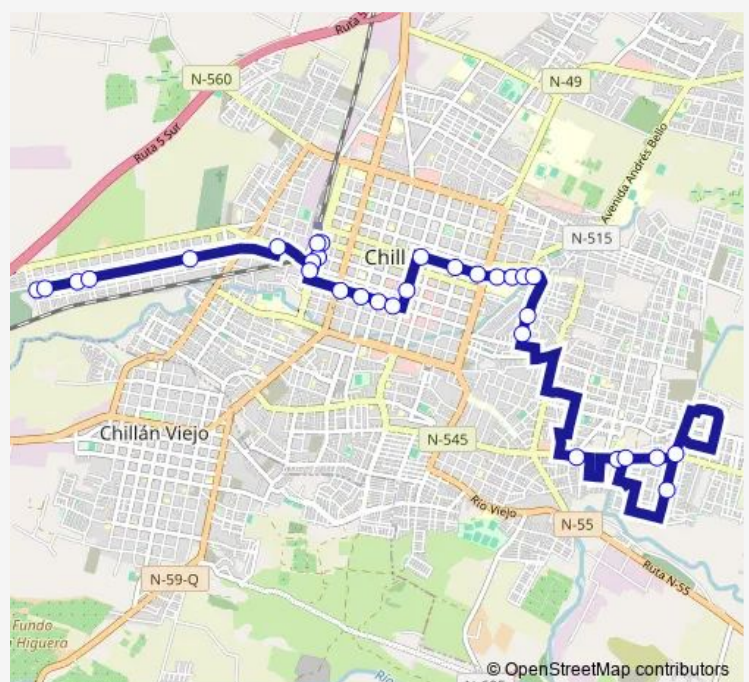 Ruta 5
N-560
N-49
Ruta 5 Sur
Avenida Andrés Bello
N-515
Chill
Chillán Viejo
N-545
Río Viejo
N-55
Ruta N-55
N-59-Q
Fundo
Higuera
© OpenStreetMap contributors